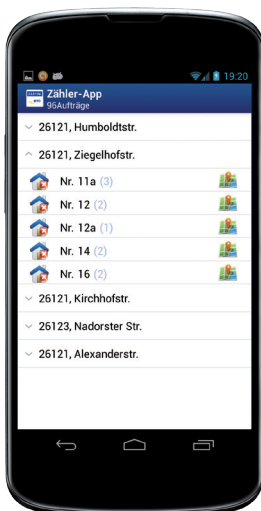 19:20
Zähler-App
96Aufträge
26121, Humboldtstr.
26121, Ziegelhofstr.
Nr. 11a (3)
Nr. 12 (2)
Nr. 12a (1)
Nr. 14 (2)
Nr. 16 (2)
26121, Kirchhofstr.
26123, Nadorster Str.
26121, Alexanderstr.